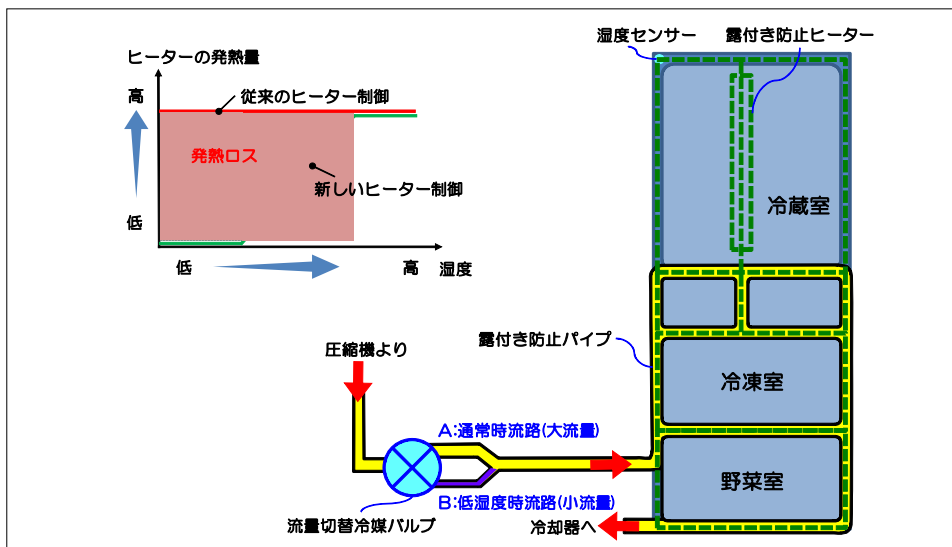 湿度センサー
露付き防止ヒーター
ヒーターの発熱量
高
従来のヒーター制御
発熱ロス
新しいヒーター制御
低
低
高
湿度
冷蔵室
圧縮機より
露付き防止パイプ
冷凍室
A:通常時流路(大流量)
野菜室
B:低湿度時流路(小流量)
流量切替冷媒バルブ
冷却器へ